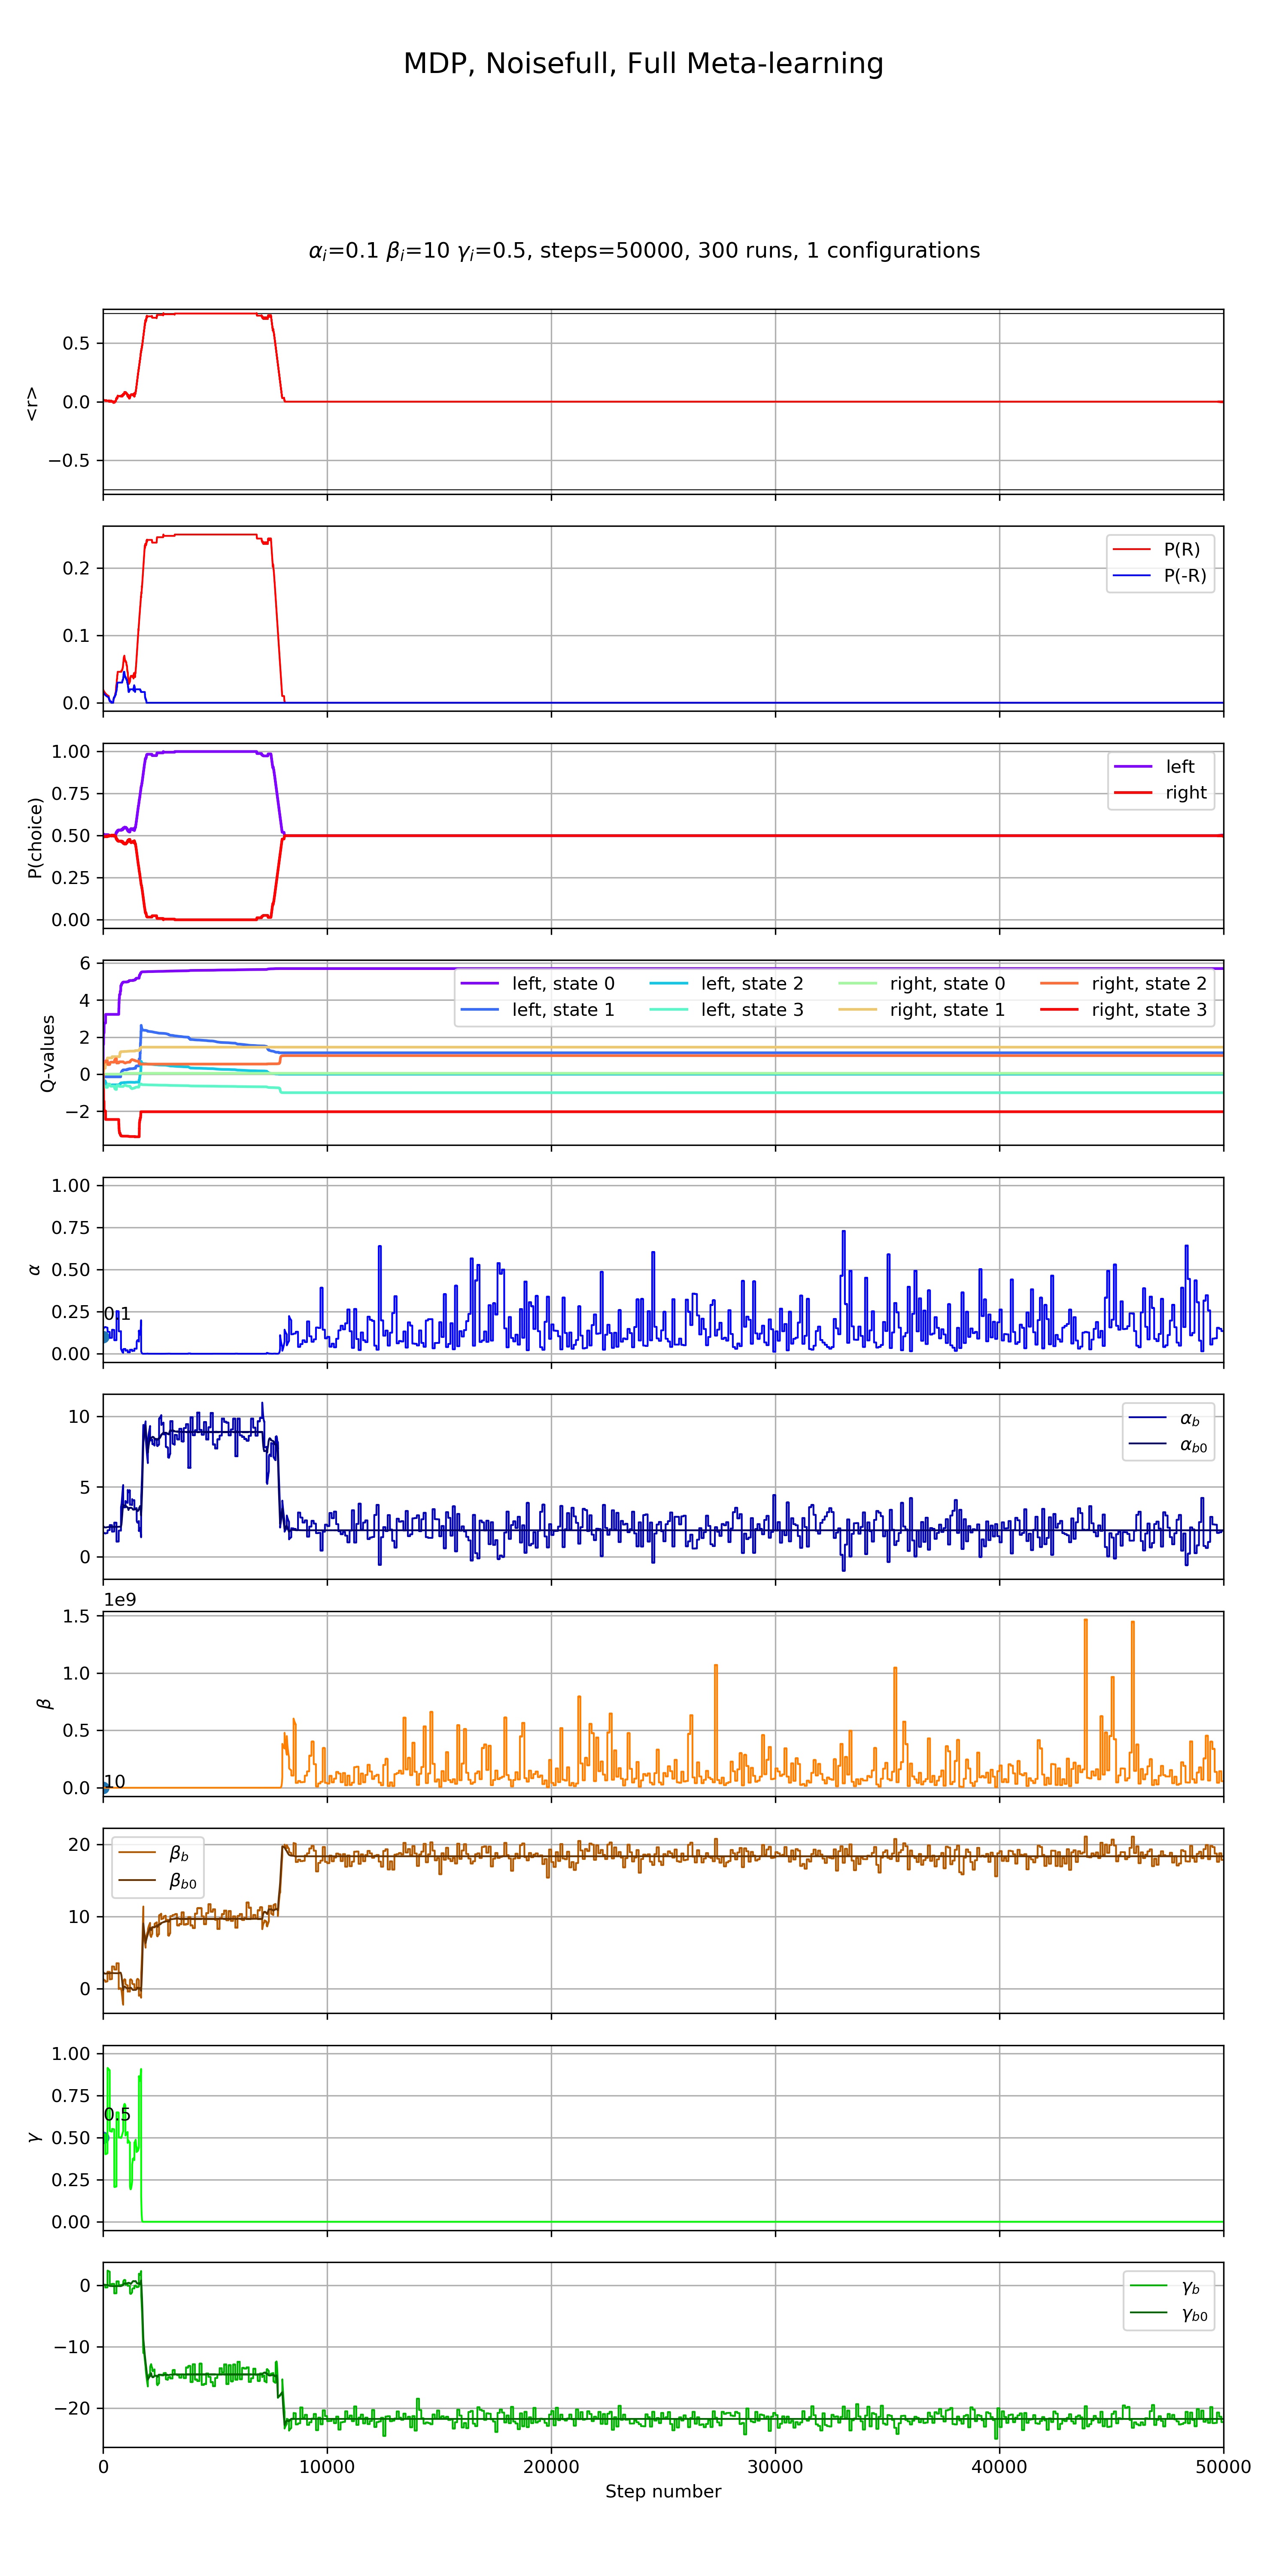 MDP, Noisefull, Full Meta-learning
αᵢ=0.1 βᵢ=10 γᵢ=0.5, steps=50000, 300 runs, 1 configurations
<r>
0.5
0.0
−0.5
0.2
0.1
0.0
P(R)
P(-R)
P(choice)
1.00
0.75
0.50
0.25
0.00
left
right
Q-values
6
4
2
0
−2
left, state 0
left, state 1
left, state 2
left, state 3
right, state 0
right, state 1
right, state 2
right, state 3
α
1.00
0.75
0.50
0.25
0.00
0.1
10
5
0
α_b
α_b0
1e9
β
1.5
1.0
0.5
0.0
10
20
10
0
β_b
β_b0
γ
1.00
0.75
0.50
0.25
0.00
0.5
0
−10
−20
γ_b
γ_b0
0 10000 20000 30000 40000 50000
Step number